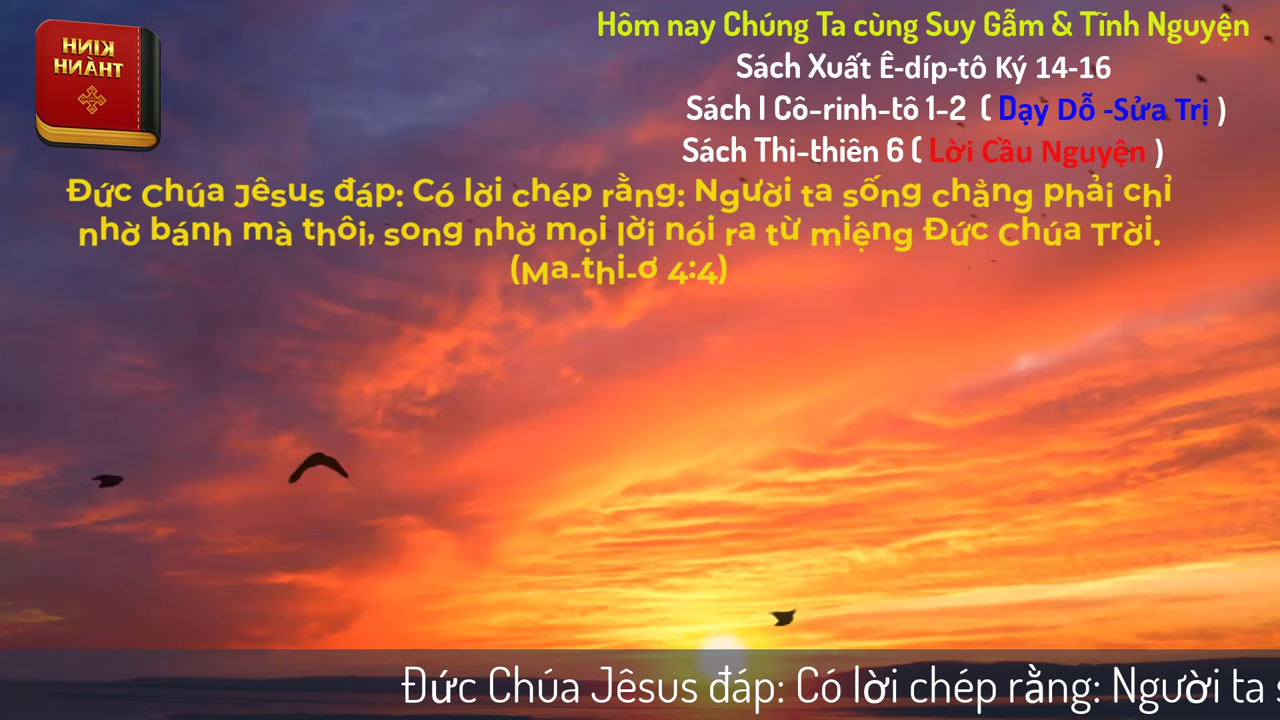 KINH
THÀNH
Hôm nay Chúng Ta cùng Suy Gẫm & Tĩnh Nguyện
Sách Xuất Ê-díp-tô Ký 14-16
Sách I Cô-rinh-tô 1-2 ( Dạy Dỗ -Sửa Trị )
Sách Thi-thiên 6 ( Lời Cầu Nguyện )
Đức Chúa Jêsus đáp: Có lời chép rằng: Người ta sống chẳng phải chỉ
nhờ bánh mà thôi, song nhờ mọi lời nói ra từ miệng Đức Chúa Trời.
(Ma-thi-ơ 4:4)
Đức Chúa Jêsus đáp: Có lời chép rằng: Người ta